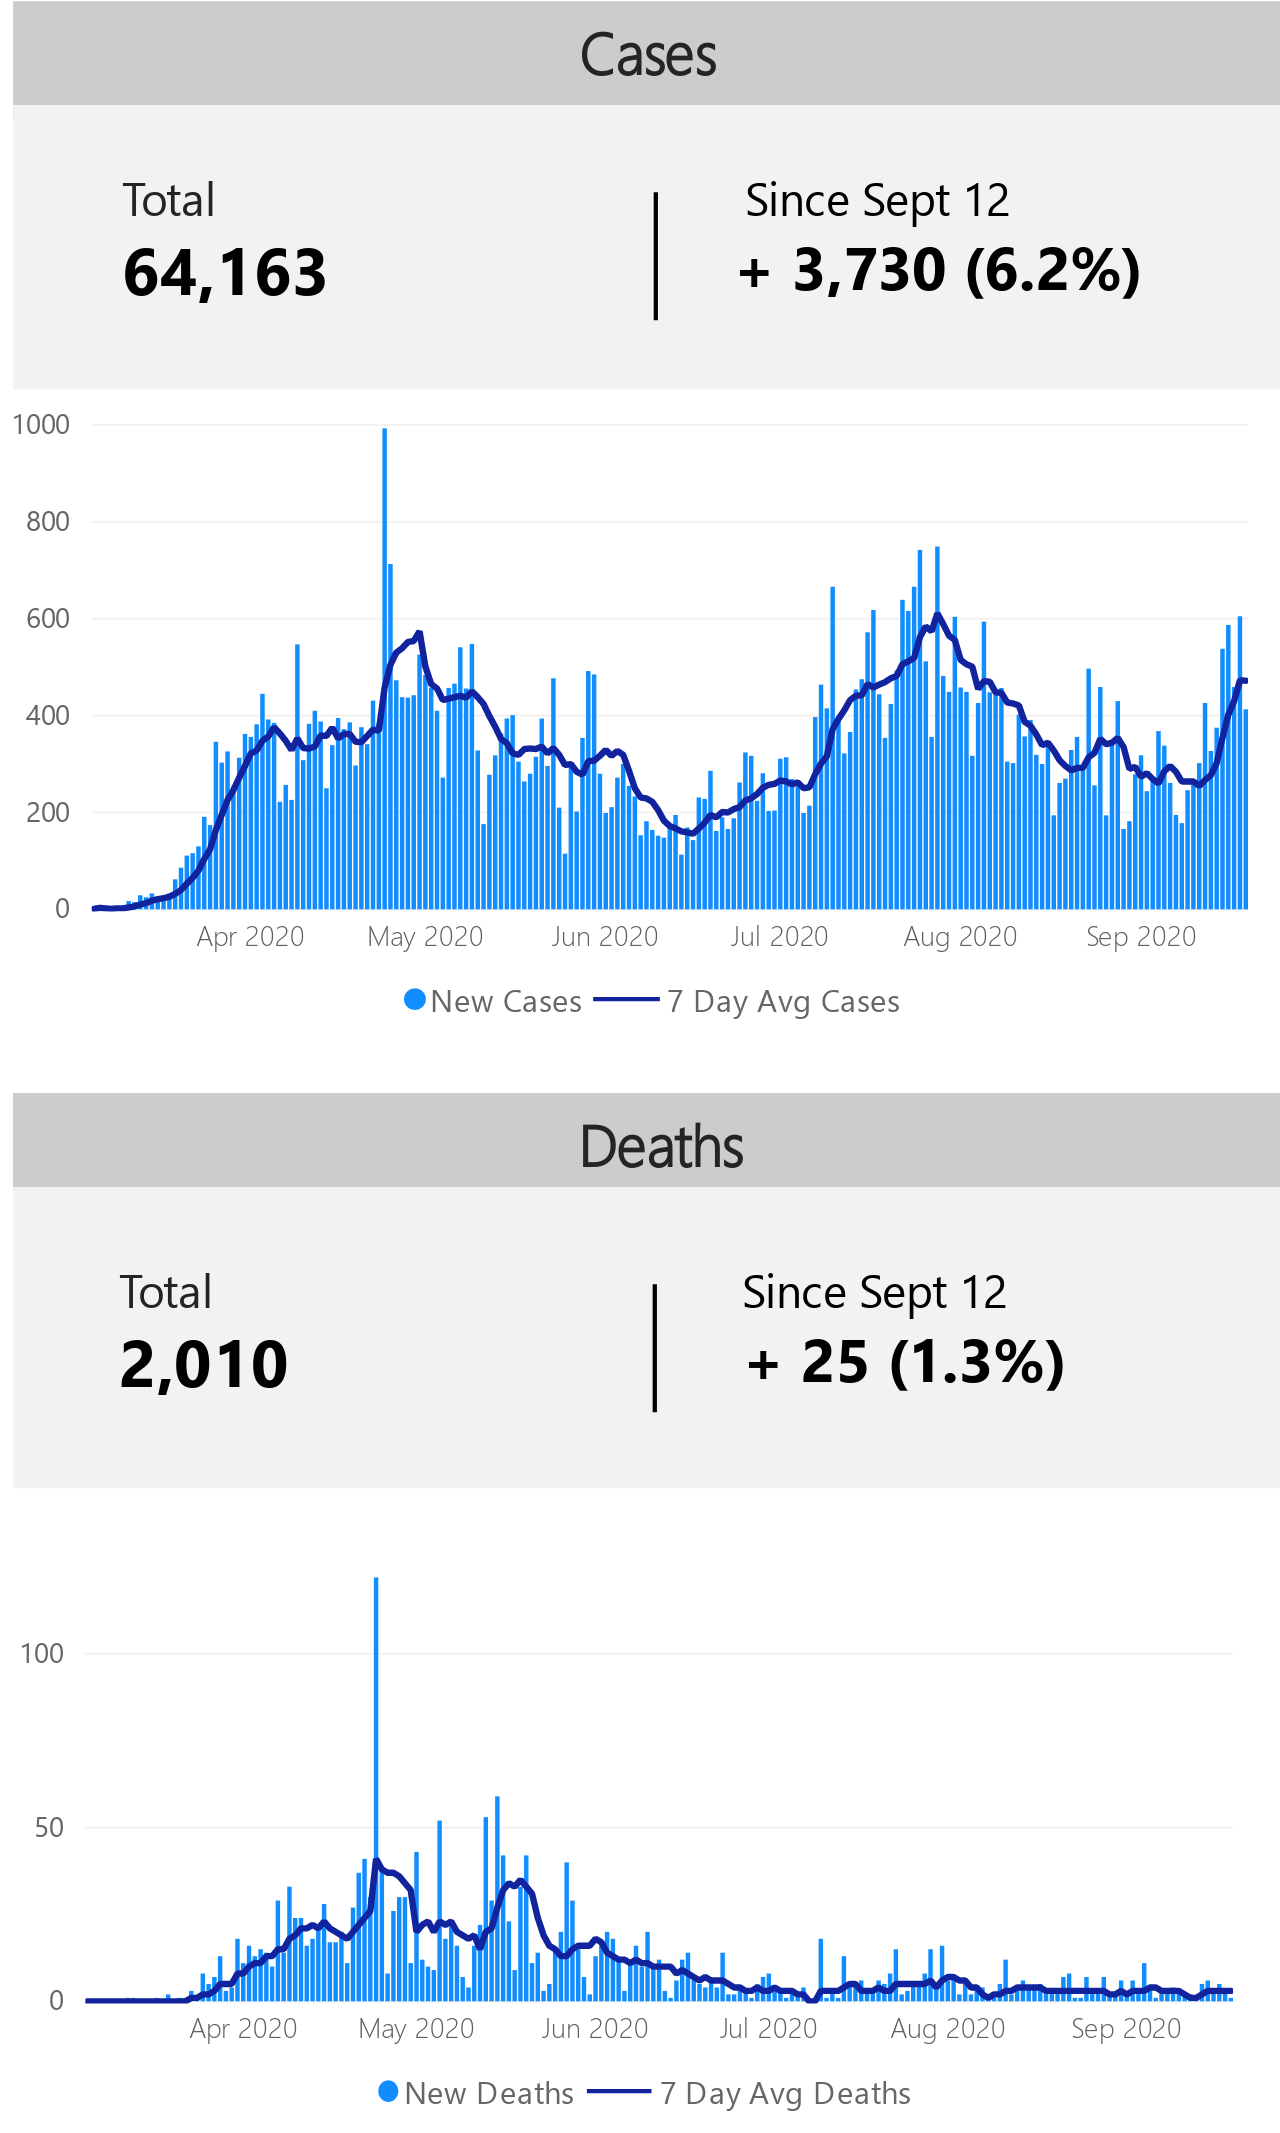 Cases
Total
64,163
Since Sept 12
+ 3,730 (6.2%)
1000
800
600
400
200
0
Apr 2020 May 2020 Jun 2020 Jul 2020 Aug 2020 Sep 2020
New Cases 7 Day Avg Cases
Deaths
Total
2,010
Since Sept 12
+ 25 (1.3%)
100
50
0
Apr 2020 May 2020 Jun 2020 Jul 2020 Aug 2020 Sep 2020
New Deaths 7 Day Avg Deaths